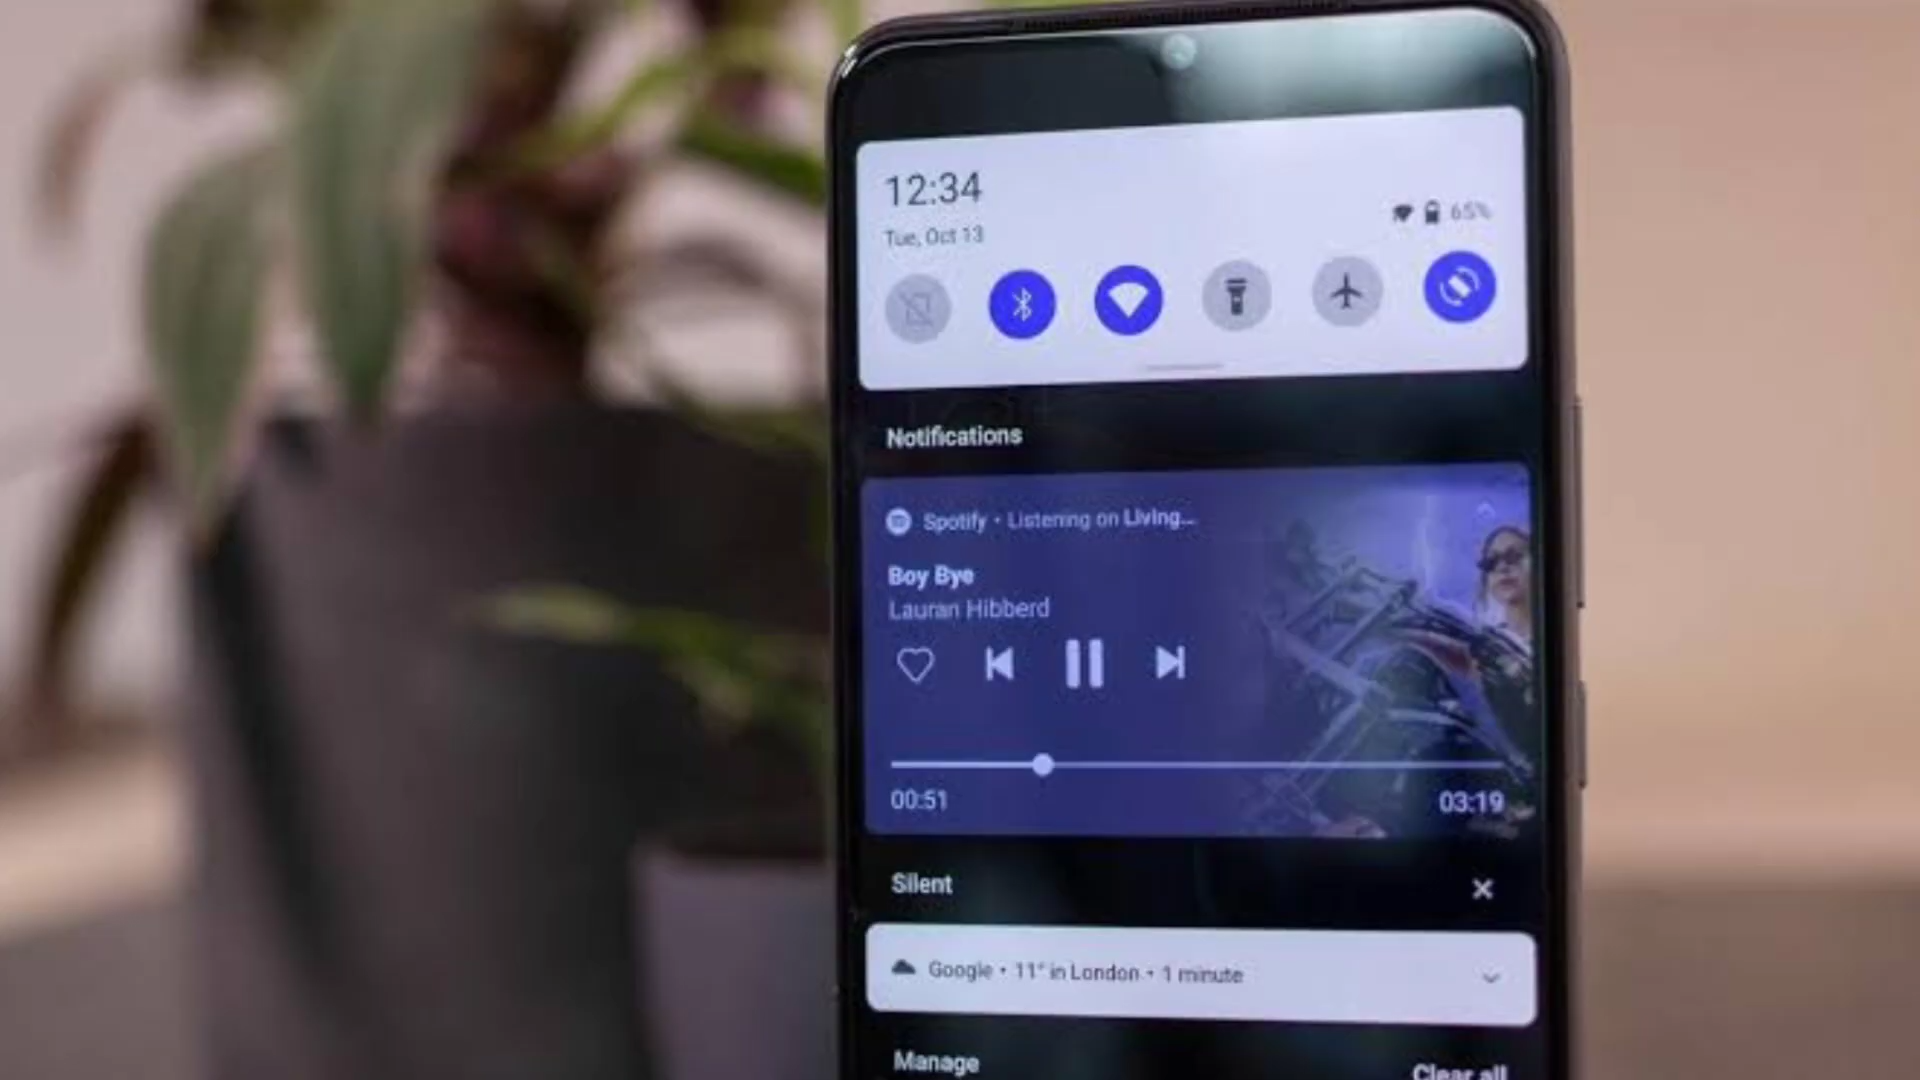 12:34
65%
Tue, Oct 13
Notifications
Spotify • Listening on Living...
Boy Bye
Lauran Hibberd
00:51 03:19
Silent
Google • 11° in London • 1 minute
Manage Clear all